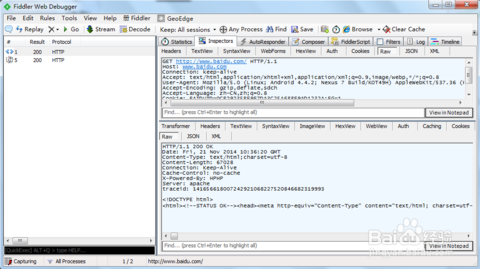 Fiddler Web Debugger
File Edit Rules Tools View Help Fork Fiddler GeoEdge
Replay Go Stream Decode Keep: All sessions Any Process Find Save Browse Clear Cache
# Result Protocol
1 200 HTTP
5 200 HTTP
Statistics Inspectors AutoResponder Composer FiddlerScript Filters Log Timeline
Headers TextView SyntaxView WebForms HexView Auth Cookies Raw JSON XML
GET http://www.baidu.com/ HTTP/1.1
Host: www.baidu.com
Connection: keep-alive
Accept: text/html,application/xhtml+xml,application/xml;q=0.9,image/webp,*/*;q=0.8
User-Agent: Mozilla/5.0 (Linux; Android 4.4.2; Nexus 7 Build/KOT49H) AppleWebKit/537.36
Accept-Encoding: gzip,deflate,sdch
Accept-Language: zh-CN,zh;q=0.8
Find... (press Ctrl+Enter to highlight all)
View in Notepad
Transformer Headers TextView SyntaxView ImageView HexView WebView Auth Caching Cookies
Raw JSON XML
HTTP/1.1 200 OK
Date: Fri, 21 Nov 2014 10:36:20 GMT
Content-Type: text/html;charset=utf-8
Content-Length: 67028
Connection: Keep-Alive
Cache-Control: no-cache
X-Powered-By: HPHP
Server: apache
<!DOCTYPE html>
<html><!--STATUS OK--><head><meta http-equiv="Content-Type" content="text/html; charset=utf-
Find... (press Ctrl+Enter to highlight all)
View in Notepad
[QuickExec] ALT+Q > type HELP...
Capturing All Processes 1 / 2 http://www.baidu.com/
Baidu 百度 经验